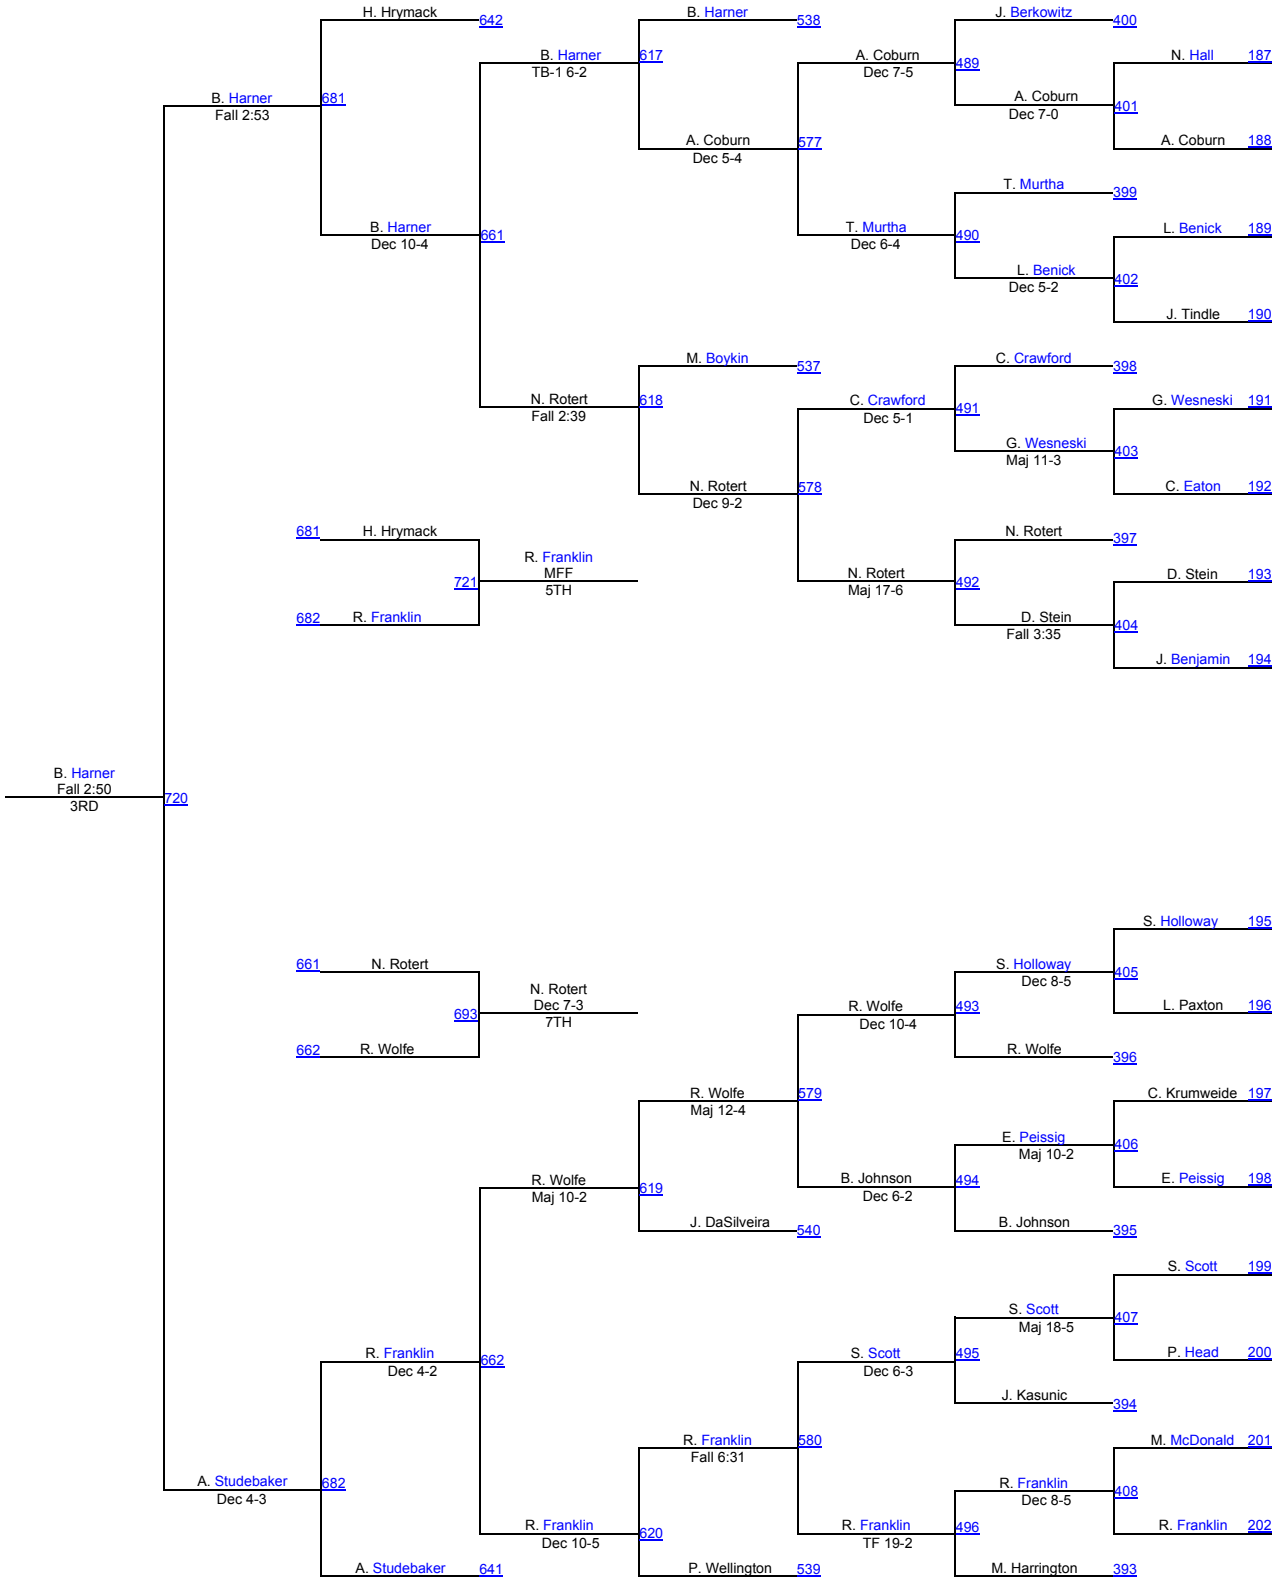 H. Hrymack 642
B. Harner 538
J. Berkowitz 400
B. Harner 617
TB-1 6-2
A. Coburn 489
Dec 7-5
N. Hall 187
B. Harner 681
Fall 2:53
A. Coburn 401
Dec 7-0
A. Coburn 577
Dec 5-4
A. Coburn 188
T. Murtha 399
B. Harner 661
Dec 10-4
T. Murtha 490
Dec 6-4
L. Benick 189
L. Benick 402
Dec 5-2
J. Tindle 190
M. Boykin 537
C. Crawford 398
N. Rotert 618
Fall 2:39
C. Crawford 491
Dec 5-1
G. Wesneski 191
G. Wesneski 403
Maj 11-3
N. Rotert 578
Dec 9-2
C. Eaton 192
681 H. Hrymack
N. Rotert 397
R. Franklin
721 MFF
5TH
N. Rotert 492
Maj 17-6
D. Stein 193
682 R. Franklin
D. Stein 404
Fall 3:35
J. Benjamin 194
B. Harner
Fall 2:50
3RD 720
S. Holloway 195
661 N. Rotert
S. Holloway 405
Dec 8-5
N. Rotert
Dec 7-3
693 7TH
R. Wolfe 493
Dec 10-4
L. Paxton 196
662 R. Wolfe
R. Wolfe 396
R. Wolfe 579
Maj 12-4
C. Krumweide 197
E. Peissig 406
Maj 10-2
R. Wolfe 619
Maj 10-2
B. Johnson 494
Dec 6-2
E. Peissig 198
J. DaSilveira 540
B. Johnson 395
S. Scott 199
S. Scott 407
Maj 18-5
R. Franklin 662
Dec 4-2
S. Scott 495
Dec 6-3
P. Head 200
J. Kasunic 394
R. Franklin 580
Fall 6:31
M. McDonald 201
A. Studebaker 682
Dec 4-3
R. Franklin 408
Dec 8-5
R. Franklin 620
Dec 10-5
R. Franklin 496
TF 19-2
R. Franklin 202
A. Studebaker 641
P. Wellington 539
M. Harrington 393